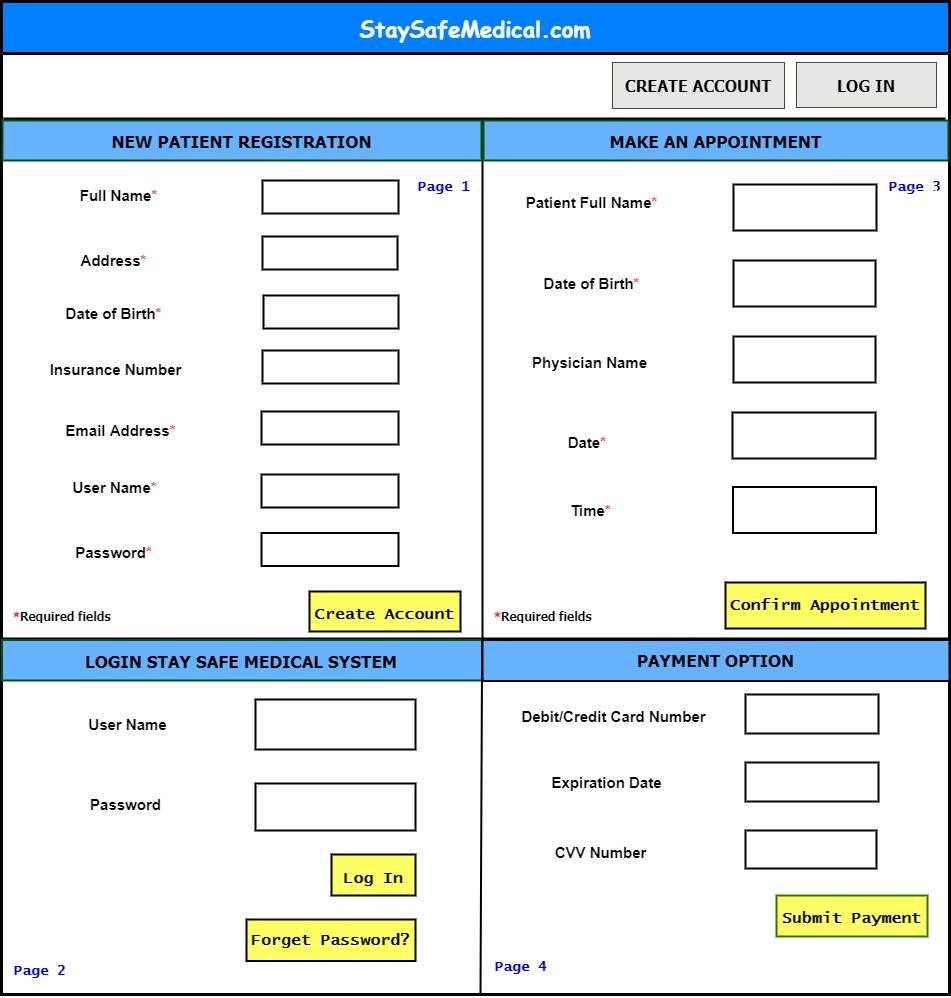 StaySafeMedical.com
CREATE ACCOUNT
LOG IN
NEW PATIENT REGISTRATION
Page 1
Full Name*
Address*
Date of Birth*
Insurance Number
Email Address*
User Name*
Password*
*Required fields
Create Account
MAKE AN APPOINTMENT
Page 3
Patient Full Name*
Date of Birth*
Physician Name
Date*
Time*
Confirm Appointment
*Required fields
LOGIN STAY SAFE MEDICAL SYSTEM
User Name
Password
Log In
Forget Password?
Page 2
PAYMENT OPTION
Debit/Credit Card Number
Expiration Date
CVV Number
Submit Payment
Page 4